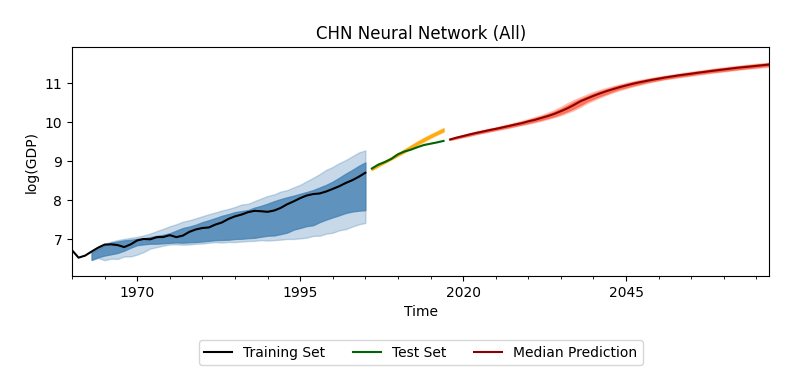 CHN Neural Network (All)
11
10
9
8
7
log(GDP)
1970 1995 2020 2045
Time
Training Set Test Set Median Prediction